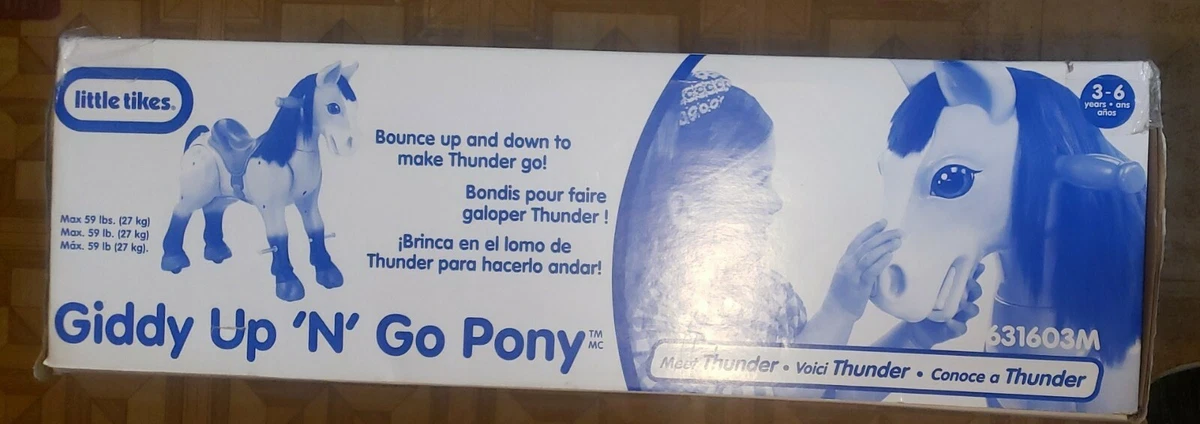 little tikes®
Bounce up and down to
make Thunder go!
Bondis pour faire
galoper Thunder !
¡Brinca en el lomo de
Thunder para hacerlo andar!
Max 59 lbs. (27 kg)
Max. 59 lb. (27 kg)
Máx. 59 lb (27 kg).
Giddy Up 'N' Go Pony™
MC
3-6
years • ans
años
631603M
Meet Thunder • Voici Thunder • Conoce a Thunder